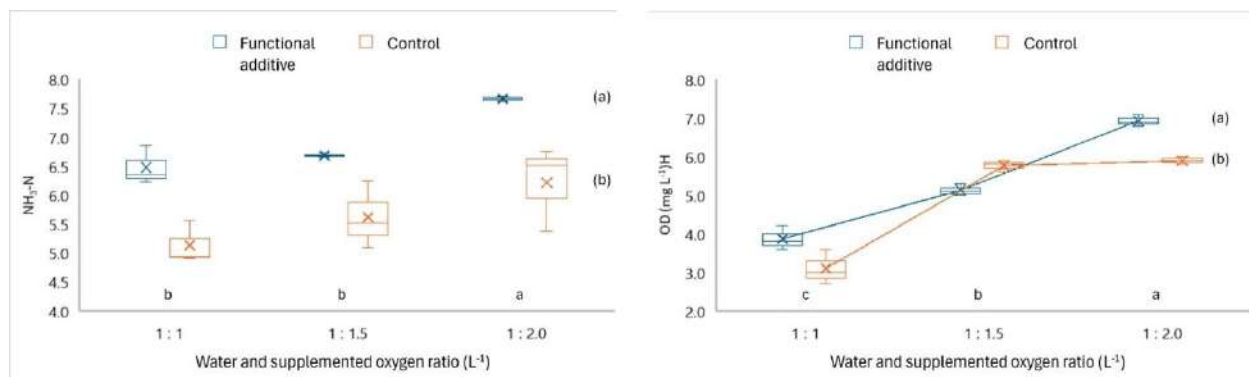 Functional additive
Control
8.0
7.5
7.0
6.5
6.0
5.5
5.0
4.5
4.0
NH₃-N
(a)
(b)
b
b
a
1 : 1
1 : 1.5
1 : 2.0
Water and supplemented oxygen ratio (L⁻¹)
Functional additive
Control
8.0
7.0
6.0
5.0
4.0
3.0
2.0
OD (mg L⁻¹)H
(a)
(b)
c
b
a
1 : 1
1 : 1.5
1 : 2.0
Water and supplemented oxygen ratio (L⁻¹)